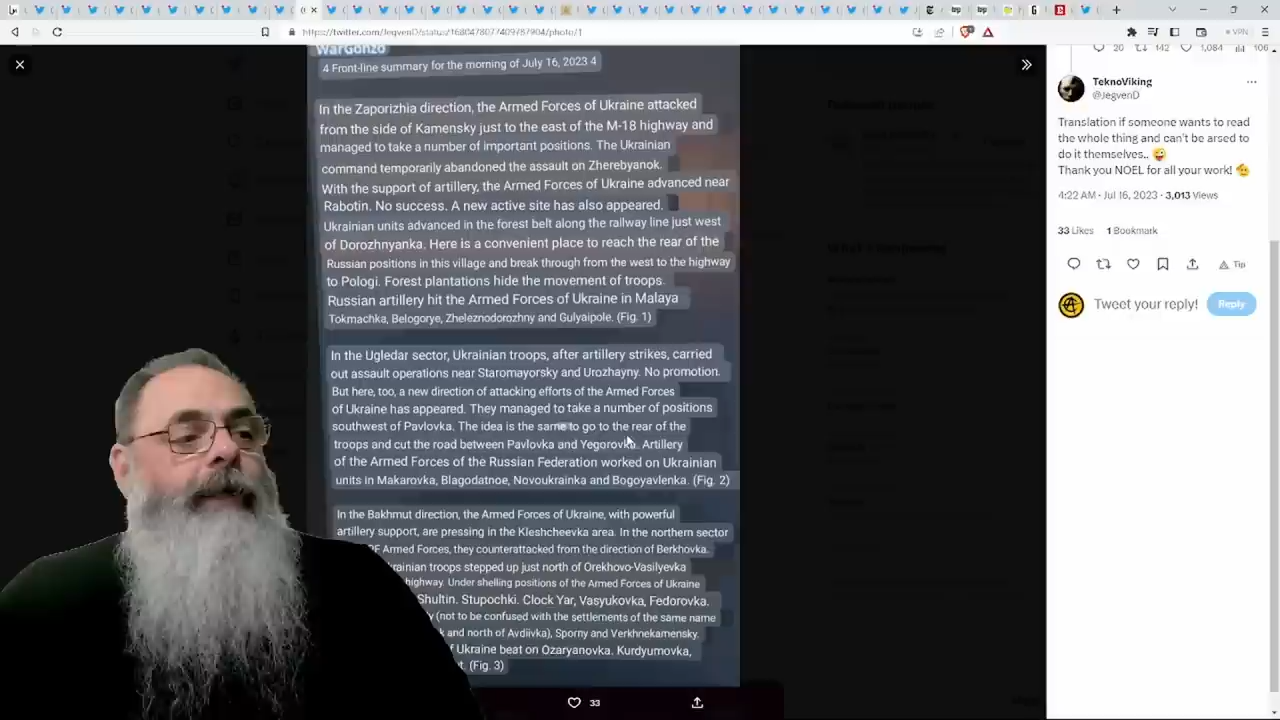 https://twitter.com/JegvenD/status/1680478077409787904/photo/1
VPN
WarGonzo
4 Front-line summary for the morning of July 16, 2023 4
In the Zaporizhia direction, the Armed Forces of Ukraine attacked
from the side of Kamensky just to the east of the M-18 highway and
managed to take a number of important positions. The Ukrainian
command temporarily abandoned the assault on Zherebyanok.
With the support of artillery, the Armed Forces of Ukraine advanced near
Rabotin. No success. A new active site has also appeared.
Ukrainian units advanced in the forest belt along the railway line just west
of Dorozhnyanka. Here is a convenient place to reach the rear of the
Russian positions in this village and break through from the west to the highway
to Pologi. Forest plantations hide the movement of troops.
Russian artillery hit the Armed Forces of Ukraine in Malaya
Tokmachka, Belogorye, Zheleznodorozhny and Gulyaipole. (Fig. 1)
In the Ugledar sector, Ukrainian troops, after artillery strikes, carried
out assault operations near Staromayorsky and Urozhayny. No promotion.
But here, too, a new direction of attacking efforts of the Armed Forces
of Ukraine has appeared. They managed to take a number of positions
southwest of Pavlovka. The idea is the same to go to the rear of the
troops and cut the road between Pavlovka and Yegorovka. Artillery
of the Armed Forces of the Russian Federation worked on Ukrainian
units in Makarovka, Blagodatnoe, Novoukrainka and Bogoyavlenka. (Fig. 2)
In the Bakhmut direction, the Armed Forces of Ukraine, with powerful
artillery support, are pressing in the Kleshcheevka area. In the northern sector
Armed Forces, they counterattacked from the direction of Berkhovka.
troops stepped up just north of Orekhovo-Vasilyevka
highway. Under shelling positions of the Armed Forces of Ukraine
Shultin. Stupochki. Clock Yar, Vasyukovka, Fedorovka.
(not to be confused with the settlements of the same name
and north of Avdiivka), Sporny and Verkhnekamensky.
Ukraine beat on Ozaryanovka. Kurdyumovka,
(Fig. 3)
33
20 142 1,084 106
TeknoViking
@JegvenD
Translation if someone wants to read
the whole thing and can't be arsed to
do it themselves.. 😜
Thank you NOEL for all your work! 🫡
4:22 AM · Jul 16, 2023 · 3,013 Views
33 Likes 1 Bookmark
Tip
Tweet your reply!
Reply